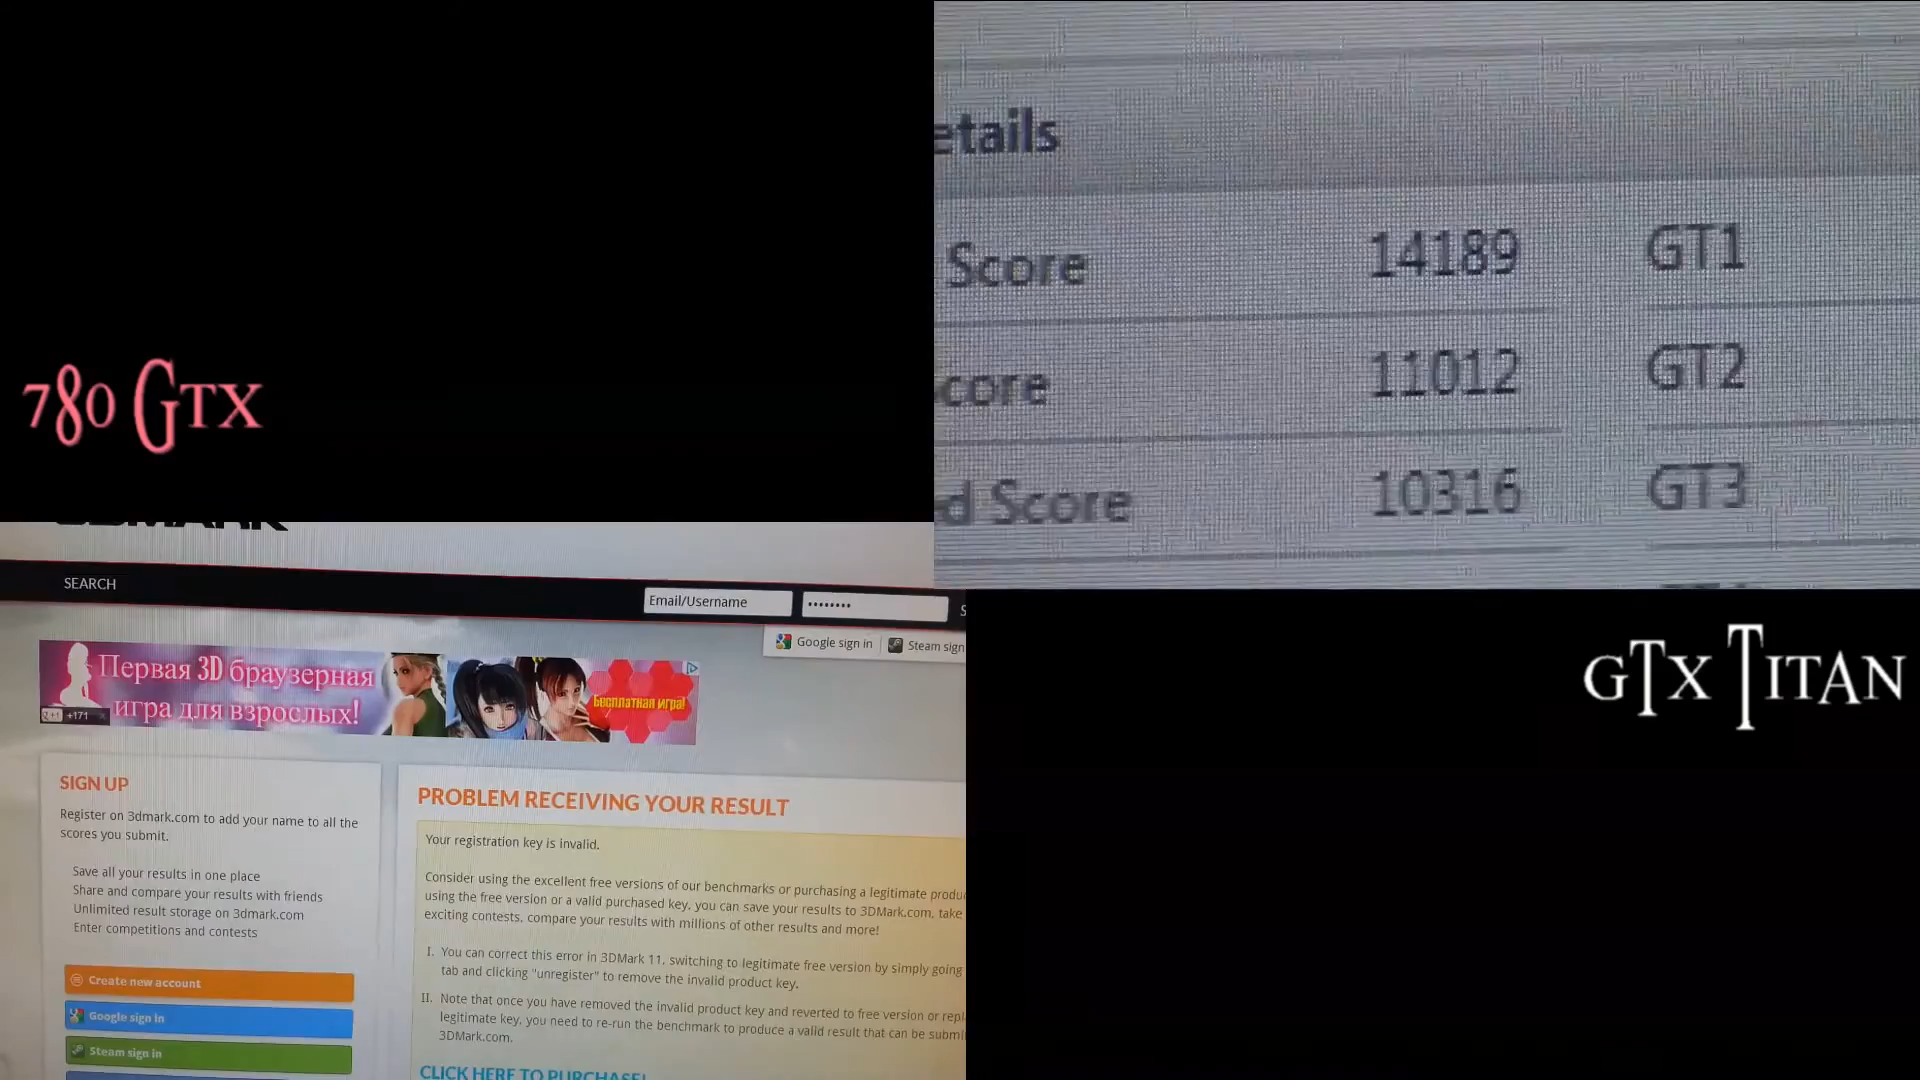 780 GTX
etails
Score 14189 GT1
core 11012 GT2
d Score 10316 GT3
3DMARK
SEARCH
Email/Username
••••••••
S
Google sign in
Steam sign
Первая 3D браузерная
игра для взрослых!
Бесплатная игра!
+1 +171
SIGN UP
Register on 3dmark.com to add your name to all the
scores you submit.
Save all your results in one place
Share and compare your results with friends
Unlimited result storage on 3dmark.com
Enter competitions and contests
Create new account
Google sign in
Steam sign in
PROBLEM RECEIVING YOUR RESULT
Your registration key is invalid.
Consider using the excellent free versions of our benchmarks or purchasing a legitimate produ
using the free version or a valid purchased key, you can save your results to 3DMark.com, take
exciting contests, compare your results with millions of other results and more!
I. You can correct this error in 3DMark 11, switching to legitimate free version by simply going
tab and clicking "unregister" to remove the invalid product key.
II. Note that once you have removed the invalid product key and reverted to free version or repl
legitimate key, you need to re-run the benchmark to produce a valid result that can be submi
3DMark.com.
CLICK HERE TO PURCHASE!
GTX TITAN